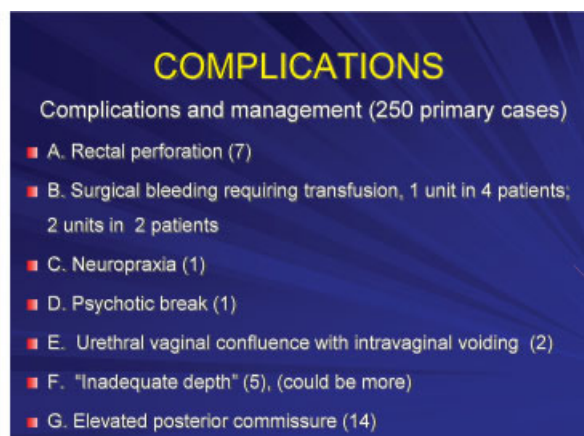 COMPLICATIONS
Complications and management (250 primary cases)
A. Rectal perforation (7)
B. Surgical bleeding requiring transfusion, 1 unit in 4 patients;
2 units in 2 patients
C. Neuropraxia (1)
D. Psychotic break (1)
E. Urethral vaginal confluence with intravaginal voiding (2)
F. "Inadequate depth" (5), (could be more)
G. Elevated posterior commissure (14)